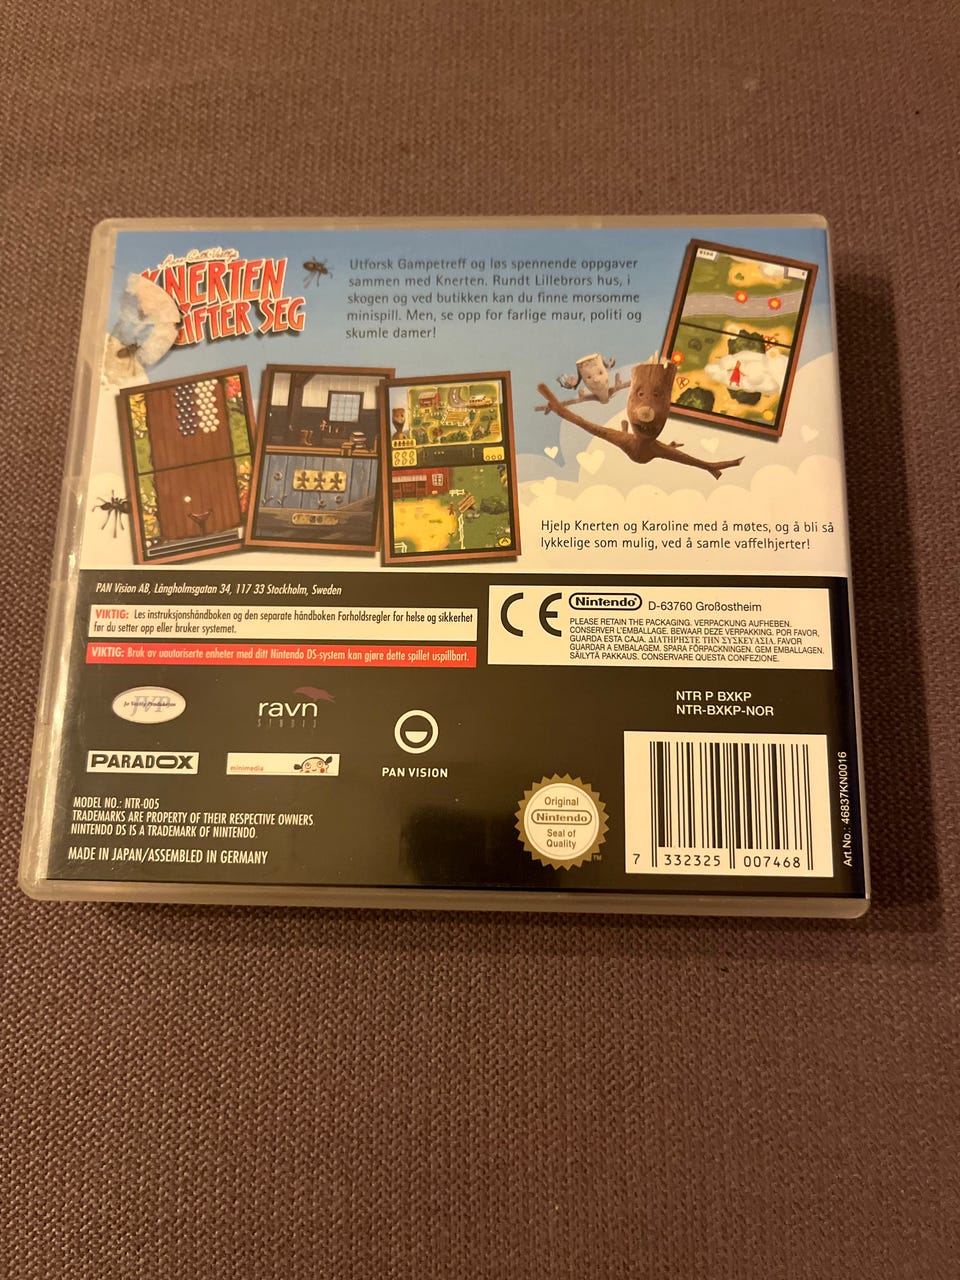 Anne-Cath. Vestly's
KNERTEN
GIFTER SEG
Utforsk Gampetreff og løs spennende oppgaver
sammen med Knerten. Rundt Lillebrors hus, i
skogen og ved butikken kan du finne morsomme
minispill. Men, se opp for farlige maur, politi og
skumle damer!
Hjelp Knerten og Karoline med å møtes, og å bli så
lykkelige som mulig, ved å samle vaffelhjerter!
PAN Vision AB, Långholmsgatan 34, 117 33 Stockholm, Sweden
VIKTIG: Les instruksjonshåndboken og den separate håndboken Forholdsregler for helse og sikkerhet
før du setter opp eller bruker systemet.
VIKTIG: Bruk av uautoriserte enheter med ditt Nintendo DS-system kan gjøre dette spillet uspillbart.
CE Nintendo D-63760 Großostheim
PLEASE RETAIN THE PACKAGING. VERPACKUNG AUFHEBEN.
CONSERVER L'EMBALLAGE. BEWAAR DEZE VERPAKKING. POR FAVOR,
GUARDA ESTA CAJA. ΔΙΑΤΗΡΗΣΤΕ ΤΗΝ ΣΥΣΚΕΥΑΣΙΑ. FAVOR
GUARDAR A EMBALAGEM. SPARA FÖRPACKNINGEN. GEM EMBALLAGEN.
SÄILYTÄ PAKKAUS. CONSERVARE QUESTA CONFEZIONE.
JVP
Jo Vestly Produksjon
ravn
STUDIO
NTR P BXKP
NTR-BXKP-NOR
PARADOX
minimedia
PAN VISION
MODEL NO.: NTR-005
TRADEMARKS ARE PROPERTY OF THEIR RESPECTIVE OWNERS.
NINTENDO DS IS A TRADEMARK OF NINTENDO.
MADE IN JAPAN/ASSEMBLED IN GERMANY
Original
Nintendo
Seal of
Quality
TM
7 332325 007468
Art.No.: 46837KN0016